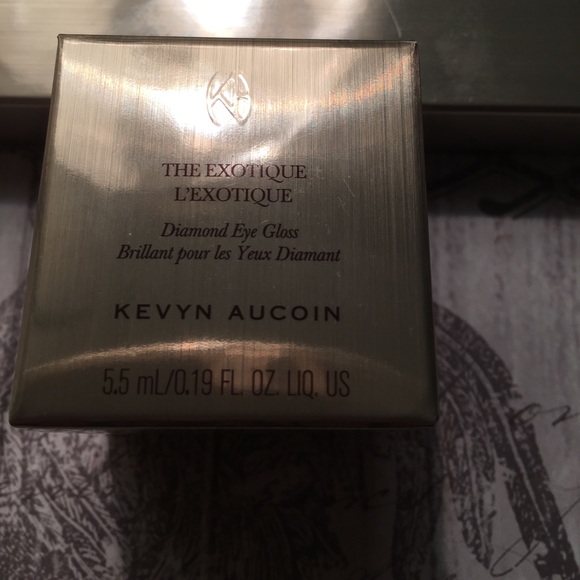 THE EXOTIQUE
L'EXOTIQUE
Diamond Eye Gloss
Brillant pour les Yeux Diamant
KEVYN AUCOIN
5.5 mL/0.19 FL. OZ. LIQ. US